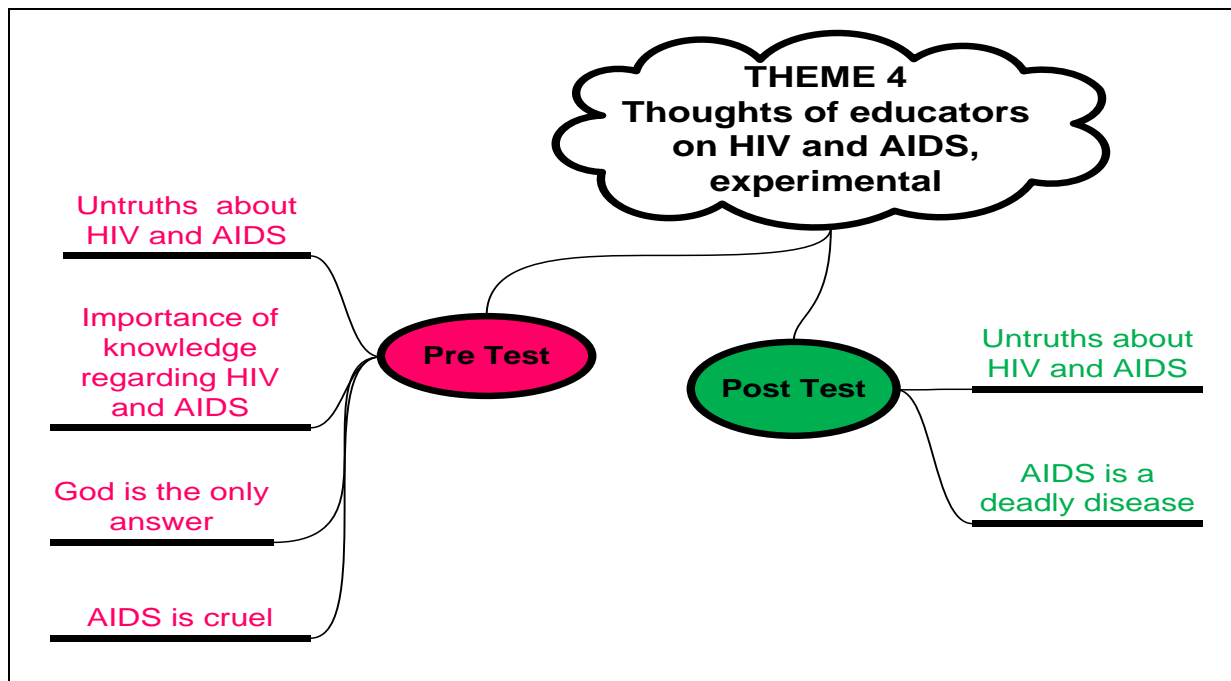 THEME 4
Thoughts of educators
on HIV and AIDS,
experimental
Untruths about
HIV and AIDS
Importance of
knowledge
regarding HIV
and AIDS
God is the only
answer
AIDS is cruel
Pre Test
Post Test
Untruths about
HIV and AIDS
AIDS is a
deadly disease